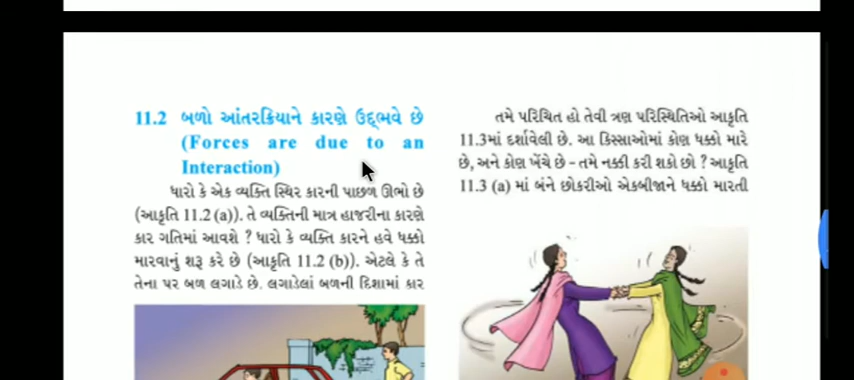 11.2 બળો આંતરક્રિયાને કારણે ઉદ્ભવે છે
(Forces are due to an
Interaction)
ધારો કે એક વ્યક્તિ સ્થિર કારની પાછળ ઊભો છે
(આકૃતિ 11.2 (a)). તે વ્યક્તિની માત્ર હાજરીના કારણે
કાર ગતિમાં આવશે ? ધારો કે વ્યક્તિ કારને હવે ધક્કો
મારવાનું શરૂ કરે છે (આકૃતિ 11.2 (b)). એટલે કે તે
તેના પર બળ લગાડે છે. લગાડેલાં બળની દિશામાં કાર
તમે પરિચિત હો તેવી ત્રણ પરિસ્થિતિઓ આકૃતિ
11.3માં દર્શાવેલી છે. આ કિસ્સાઓમાં કોણ ધક્કો મારે
છે, અને કોણ ખેંચે છે - તમે નક્કી કરી શકો છો ? આકૃતિ
11.3 (a) માં બંને છોકરીઓ એકબીજાને ધક્કો મારતી